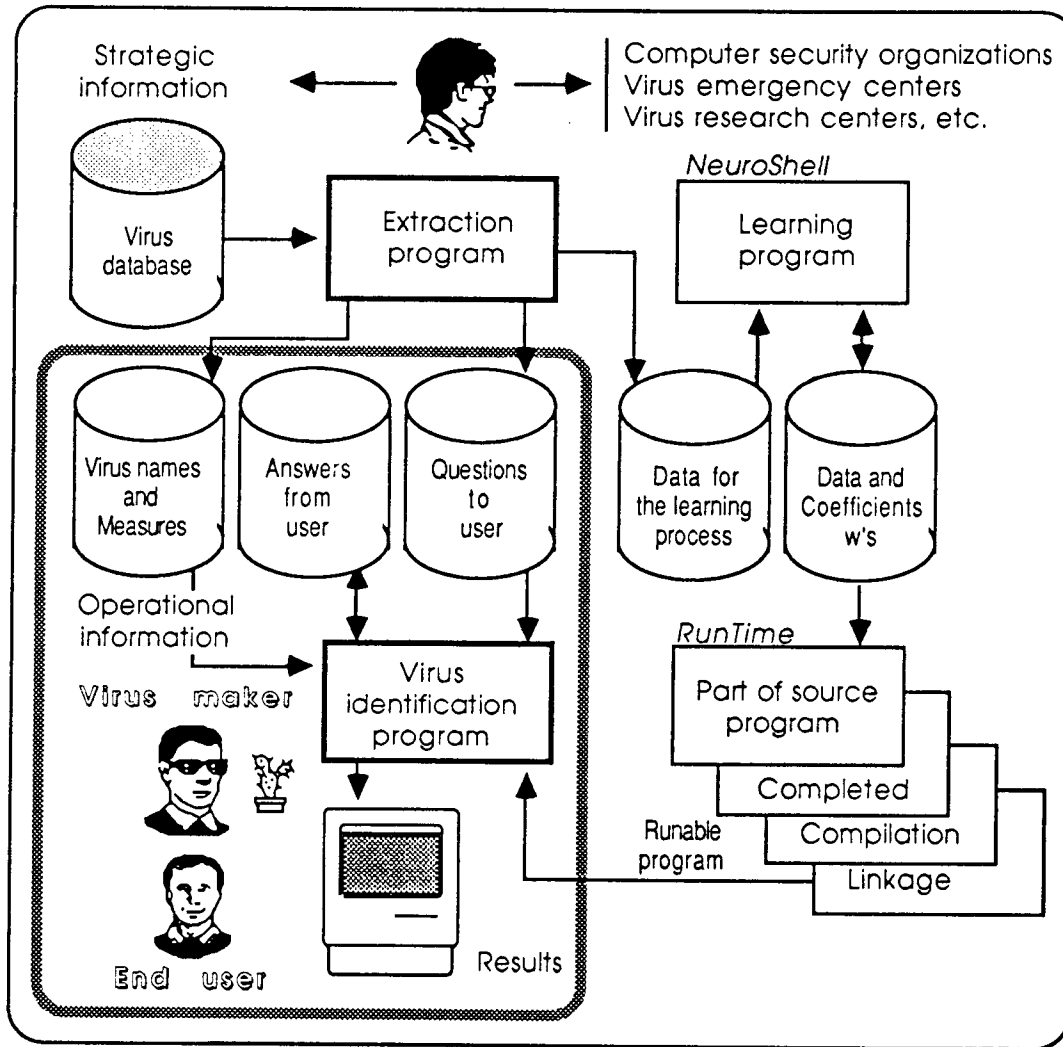 Strategic
information
Computer security organizations
Virus emergency centers
Virus research centers, etc.
NeuroShell
Virus
database
Extraction
program
Learning
program
Virus names
and
Measures
Answers
from
user
Questions
to
user
Data for
the learning
process
Data and
Coefficients
w's
Operational
information
RunTime
Virus maker
Virus
identification
program
Part of source
program
Completed
Compilation
Linkage
Runable
program
End user
Results